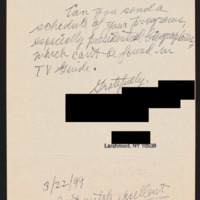 Can you send a
schedule of your programs,
especially presidential biographies
which can't be found in
TV Guide.
Gratefully,
Larchmont, NY 10538
3/22/99
excellent